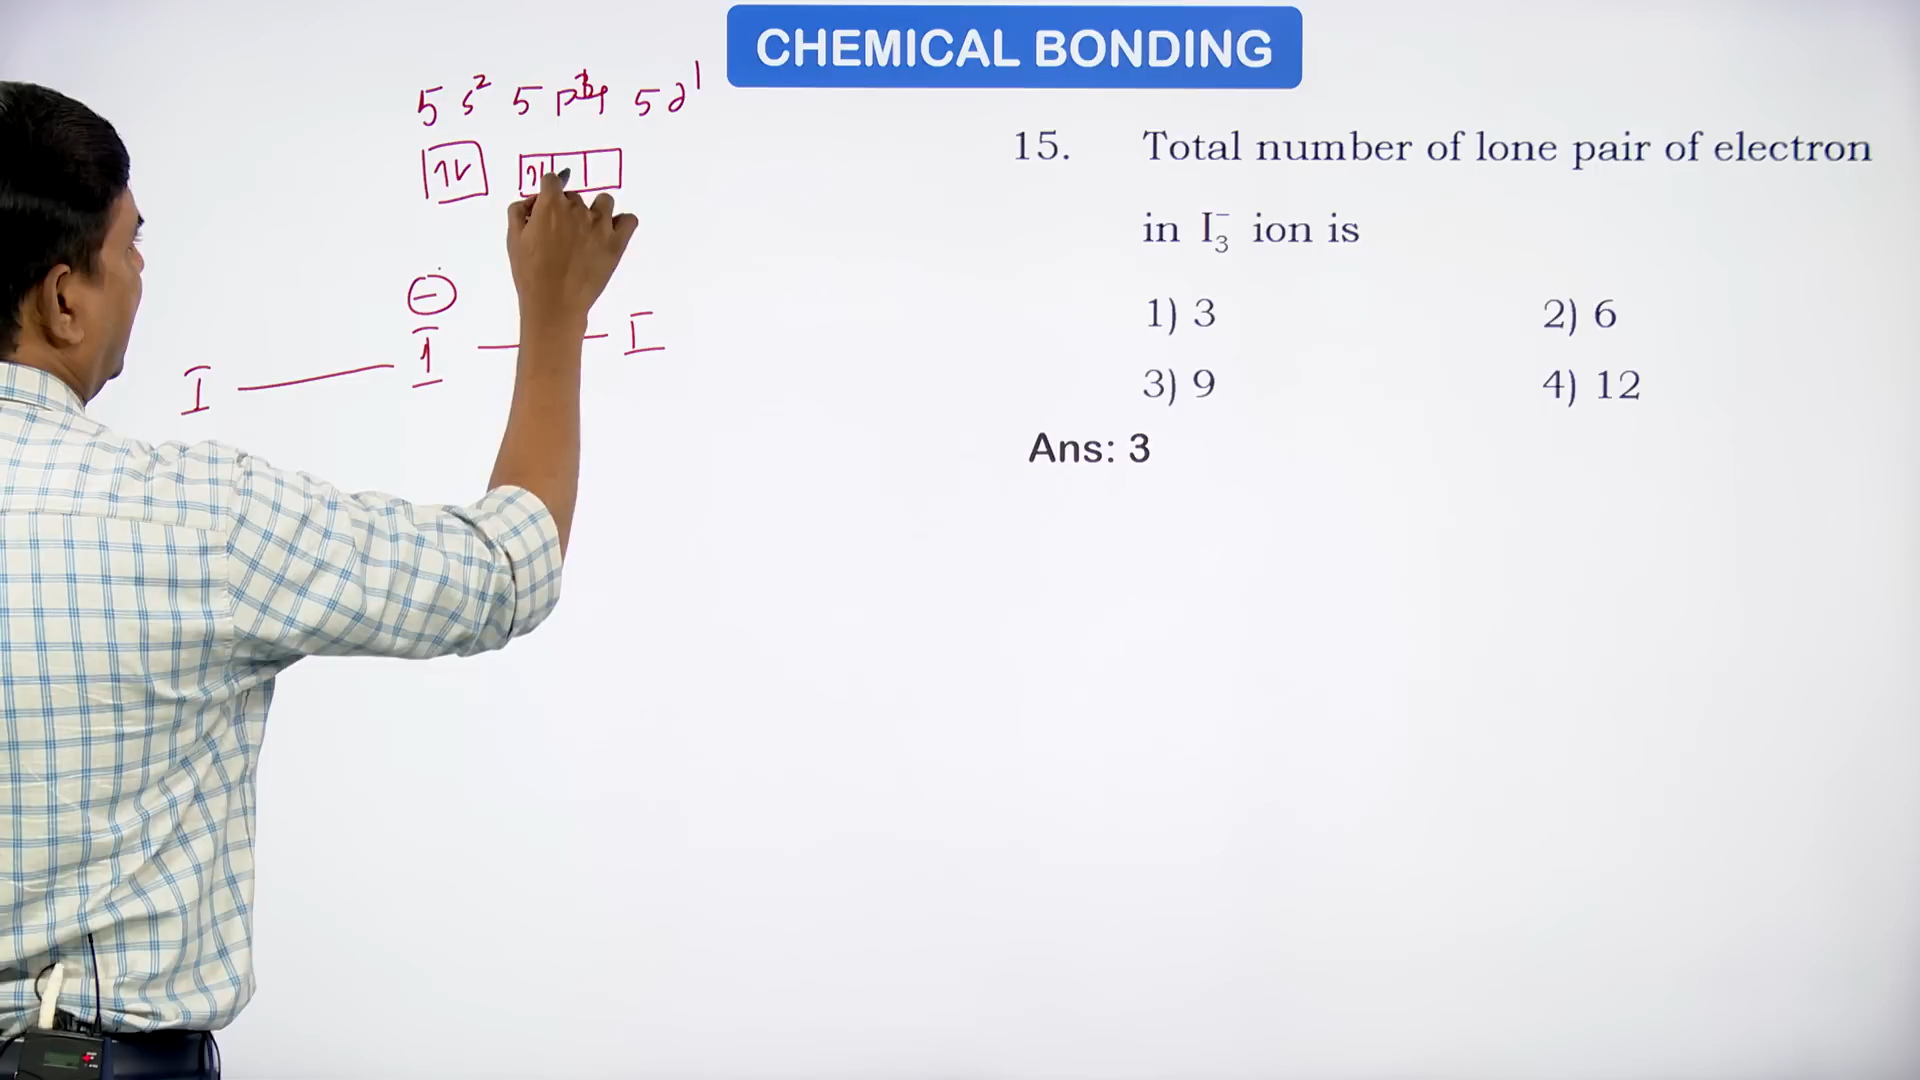 CHEMICAL BONDING
5s² 5p 5d¹
15. Total number of lone pair of electron
in I₃⁻ ion is
1) 3 2) 6
3) 9 4) 12
Ans: 3
−
I — I — I